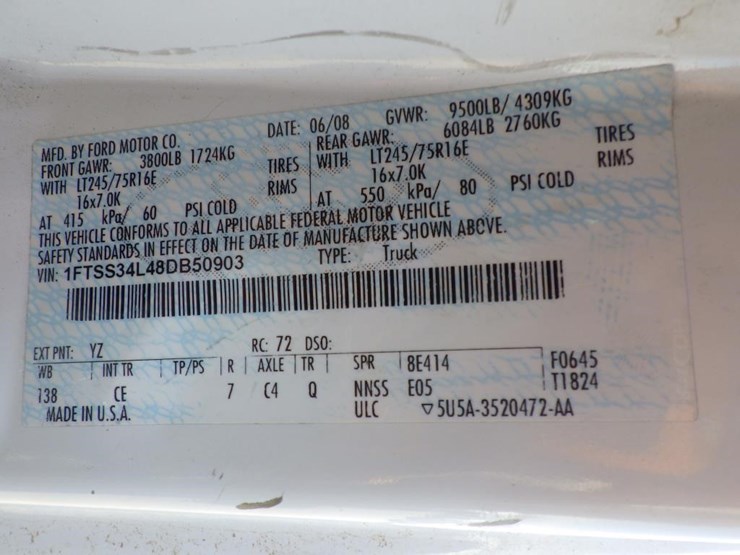 MFD. BY FORD MOTOR CO. DATE: 06/08 GVWR: 9500LB/ 4309KG
FRONT GAWR: 3800LB 1724KG REAR GAWR: 6084LB 2760KG
WITH LT245/75R16E TIRES WITH LT245/75R16E TIRES
16x7.0K RIMS 16x7.0K RIMS
AT 415 kPa/ 60 PSI COLD AT 550 kPa/ 80 PSI COLD
THIS VEHICLE CONFORMS TO ALL APPLICABLE FEDERAL MOTOR VEHICLE
SAFETY STANDARDS IN EFFECT ON THE DATE OF MANUFACTURE SHOWN ABOVE.
VIN: 1FTSS34L48DB50903 TYPE: Truck
EXT PNT: YZ RC: 72 DSO:
WB INT TR TP/PS R AXLE TR SPR 8E414 F0645
138 CE 7 C4 Q NNSS E05 T1824
MADE IN U.S.A. ULC ▽5U5A-3520472-AA